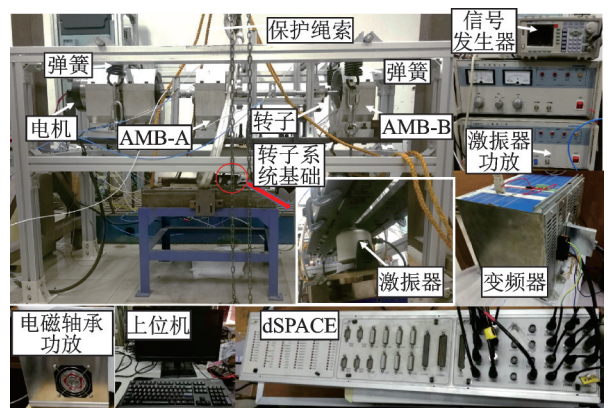 保护绳索
信号
发生器
弹簧
弹簧
电机
AMB-A
转子
AMB-B
激振器
功放
转子系
统基础
激振器
变频器
电磁轴承
功放
上位机
dSPACE